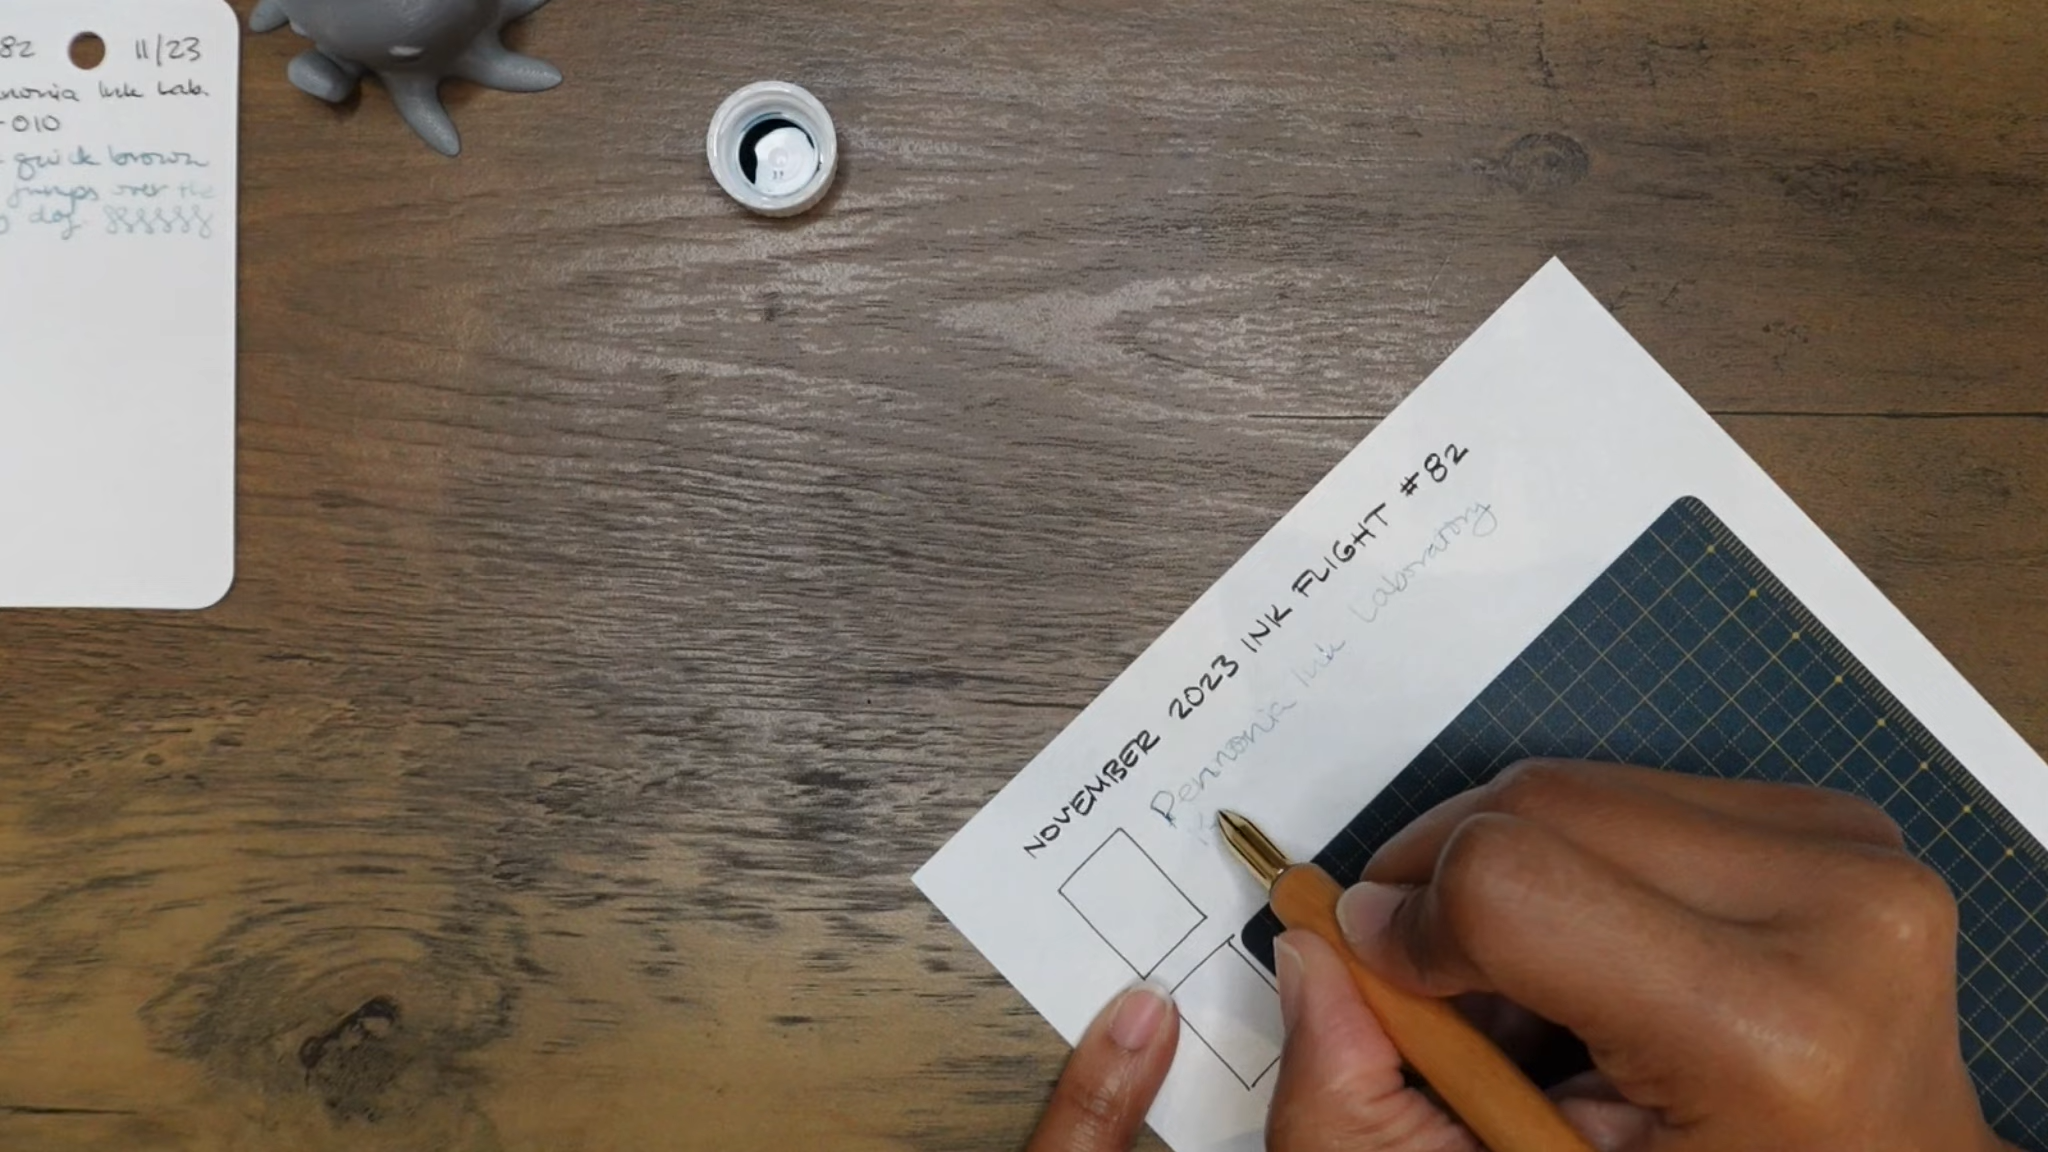 82 11/23
nonia Ink Lab.
-010
quick brown
jumps over the
dog ssssss
NOVEMBER 2023 INK FLIGHT #82
Pennonia Ink Laboratory